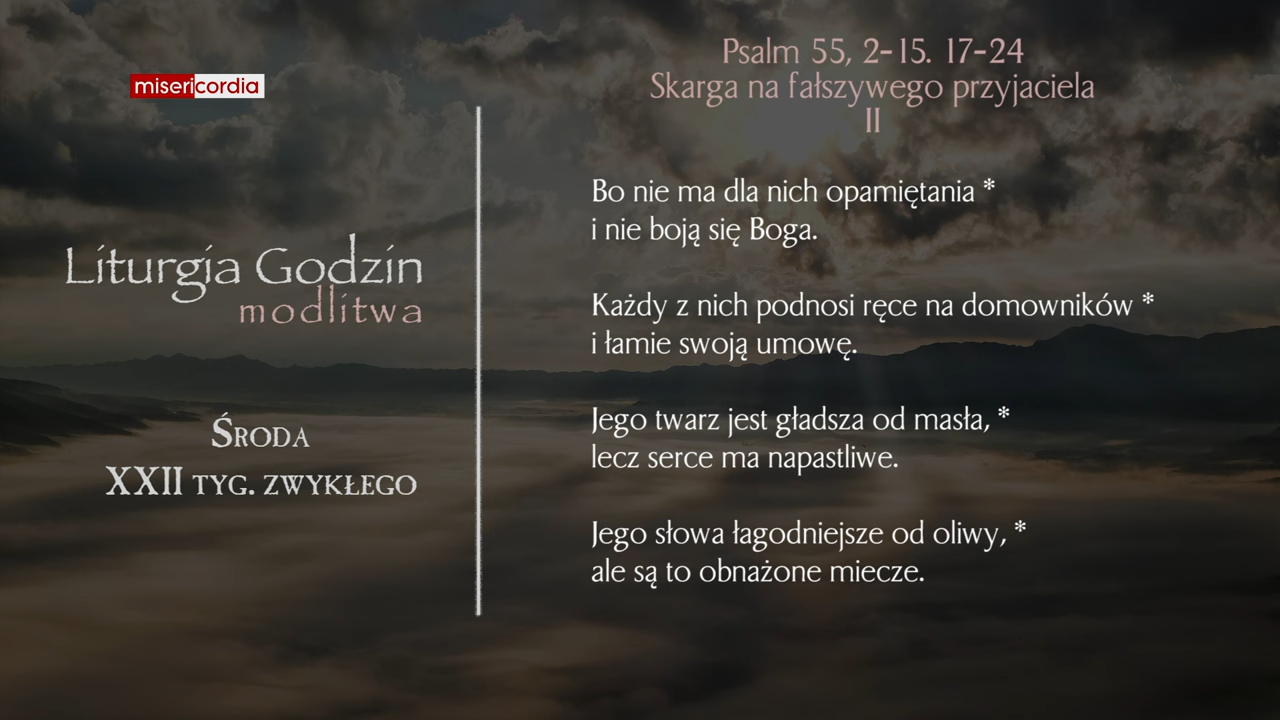 misericordia
Liturgia Godzin
modlitwa
Środa
XXII tyg. zwykłego
Psalm 55, 2-15. 17-24
Skarga na fałszywego przyjaciela
II
Bo nie ma dla nich opamiętania *
i nie boją się Boga.
Każdy z nich podnosi ręce na domowników *
i łamie swoją umowę.
Jego twarz jest gładsza od masła, *
lecz serce ma napastliwe.
Jego słowa łagodniejsze od oliwy, *
ale są to obnażone miecze.